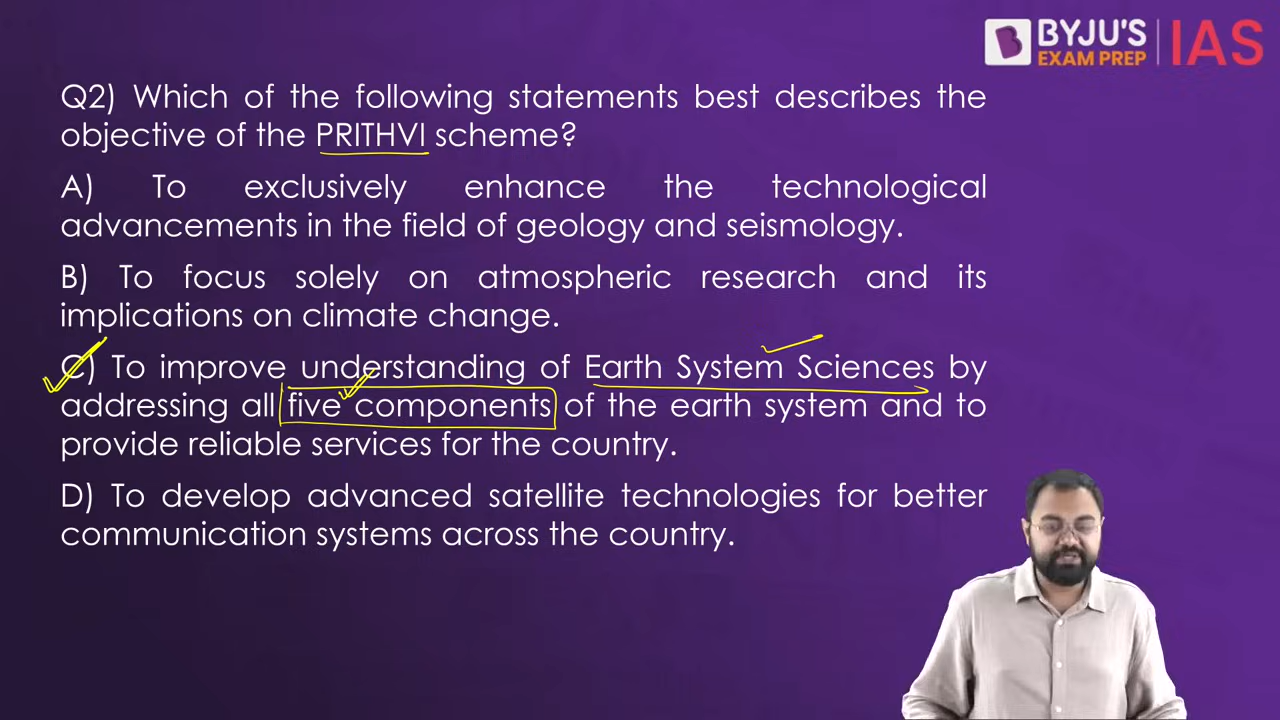 BYJU'S
EXAM PREP
IAS
Q2) Which of the following statements best describes the
objective of the PRITHVI scheme?
A) To exclusively enhance the technological
advancements in the field of geology and seismology.
B) To focus solely on atmospheric research and its
implications on climate change.
C) To improve understanding of Earth System Sciences by
addressing all five components of the earth system and to
provide reliable services for the country.
D) To develop advanced satellite technologies for better
communication systems across the country.